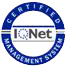 CERTIFIED
IQNet
MANAGEMENT SYSTEM